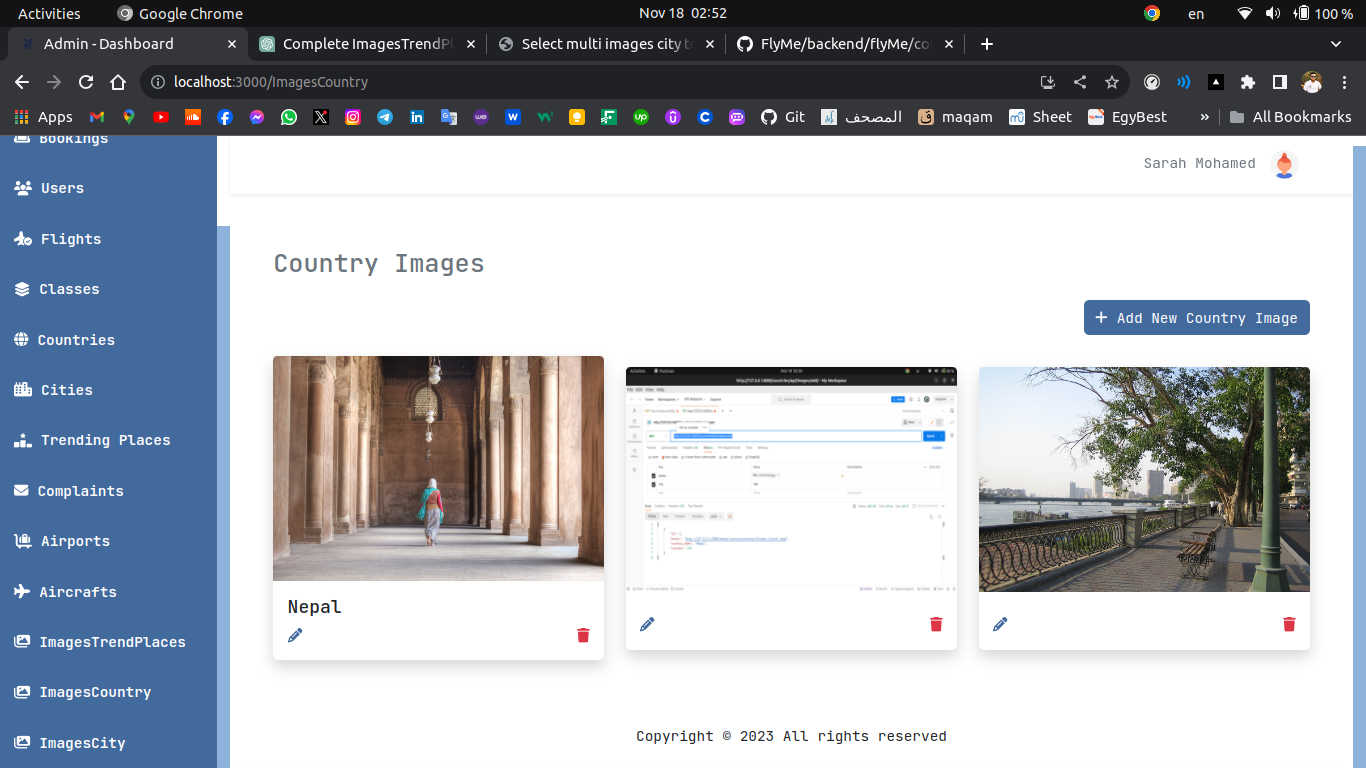 Activities
Google Chrome
Nov 18 02:52
en
100 %
Admin - Dashboard
Complete ImagesTrendPl
Select multi images city t
FlyMe/backend/flyMe/co
localhost:3000/ImagesCountry
Apps
Git
المصحف
maqam
Sheet
EgyBest
»
All Bookmarks
Bookings
Users
Flights
Classes
Countries
Cities
Trending Places
Complaints
Airports
Aircrafts
ImagesTrendPLaces
ImagesCountry
ImagesCity
Sarah Mohamed
Country Images
+ Add New Country Image
Nepal
Copyright © 2023 All rights reserved